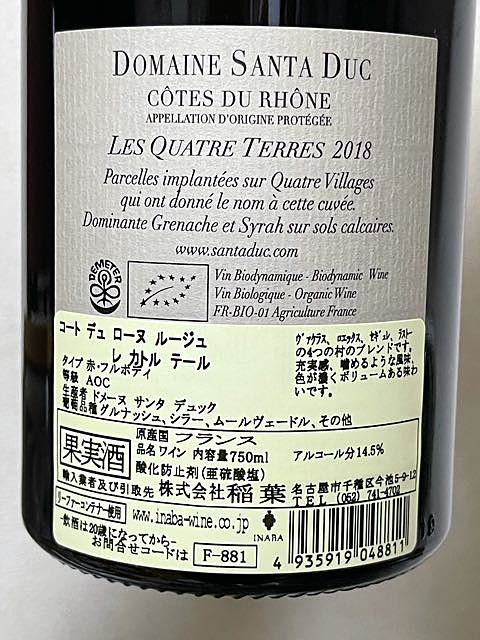 DOMAINE SANTA DUC
CÔTES DU RHÔNE
APPELLATION D'ORIGINE PROTÉGÉE
LES QUATRE TERRES 2018
Parcelles implantées sur Quatre Villages
qui ont donné le nom à cette cuvée.
Dominante Grenache et Syrah sur sols calcaires.
www.santaduc.com
DEMETER
Vin Biodynamique - Biodynamic Wine
Vin Biologique - Organic Wine
FR-BIO-01 Agriculture France
コート デュ ローヌ ルージュ
レ カトル テール
タイプ 赤・フルボディ
等級 AOC
生産者 ドメーヌ サンタ デュック
葡萄品種 グルナッシュ、シラー、ムールヴェードル、その他
ヴァケラス、ロエックス、セギュレ、ラストー
の4つの村のブレンドです。
充実感、噛めるような風味、
色が濃くボリュームある味わ
いです。
果実酒
原産国 フランス
品名 ワイン 内容量 750ml アルコール分 14.5%
酸化防止剤(亜硫酸塩)
輸入業者及び引取先 株式会社 稲葉 名古屋市千種区今池5-9-12
TEL (052) 741-4702
リーファーコンテナー使用 www.inaba-wine.co.jp INABA
-飲酒は20歳になってから-
お問合せコードは F-881
4 935919 048811